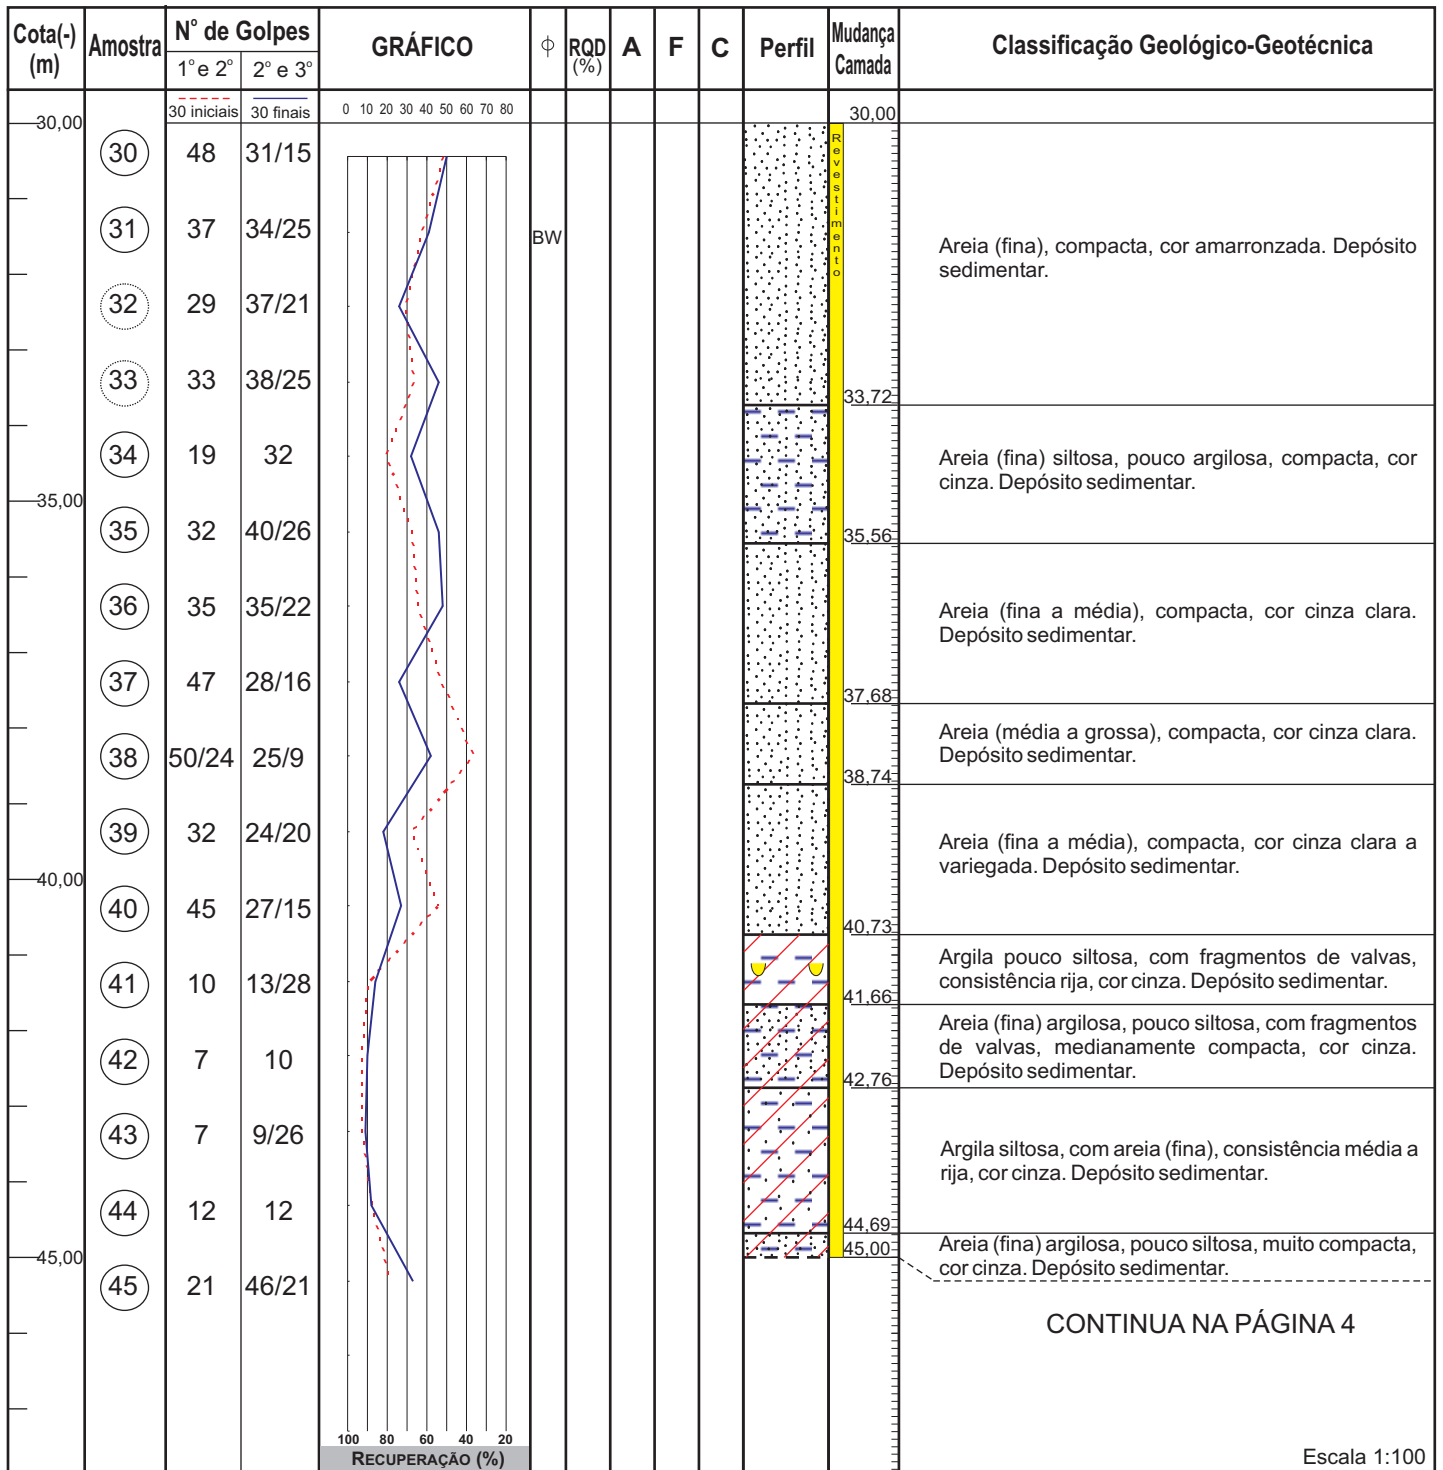 Cota(-) (m) Amostra N° de Golpes GRÁFICO ϕ RQD (%) A F C Perfil Mudança Camada Classificação Geológico-Geotécnica
1° e 2° 2° e 3°
30 iniciais 30 finais 0 10 20 30 40 50 60 70 80
30,00 30,00
Revestimento
30 48 31/15
31 37 34/25 BW
Areia (fina), compacta, cor amarronzada. Depósito
sedimentar.
32 29 37/21
33 33 38/25
33,72
34 19 32
Areia (fina) siltosa, pouco argilosa, compacta, cor
cinza. Depósito sedimentar.
35,00
35 32 40/26
35,56
36 35 35/22
Areia (fina a média), compacta, cor cinza clara.
Depósito sedimentar.
37 47 28/16
37,68
38 50/24 25/9
Areia (média a grossa), compacta, cor cinza clara.
Depósito sedimentar.
38,74
39 32 24/20
Areia (fina a média), compacta, cor cinza clara a
variegada. Depósito sedimentar.
40,00
40 45 27/15
40,73
41 10 13/28
Argila pouco siltosa, com fragmentos de valvas,
consistência rija, cor cinza. Depósito sedimentar.
41,66
42 7 10
Areia (fina) argilosa, pouco siltosa, com fragmentos
de valvas, medianamente compacta, cor cinza.
Depósito sedimentar.
42,76
43 7 9/26
Argila siltosa, com areia (fina), consistência média a
rija, cor cinza. Depósito sedimentar.
44 12 12
44,69
45,00 45,00
Areia (fina) argilosa, pouco siltosa, muito compacta,
cor cinza. Depósito sedimentar.
45 21 46/21
CONTINUA NA PÁGINA 4
100 80 60 40 20
RECUPERAÇÃO (%)
Escala 1:100